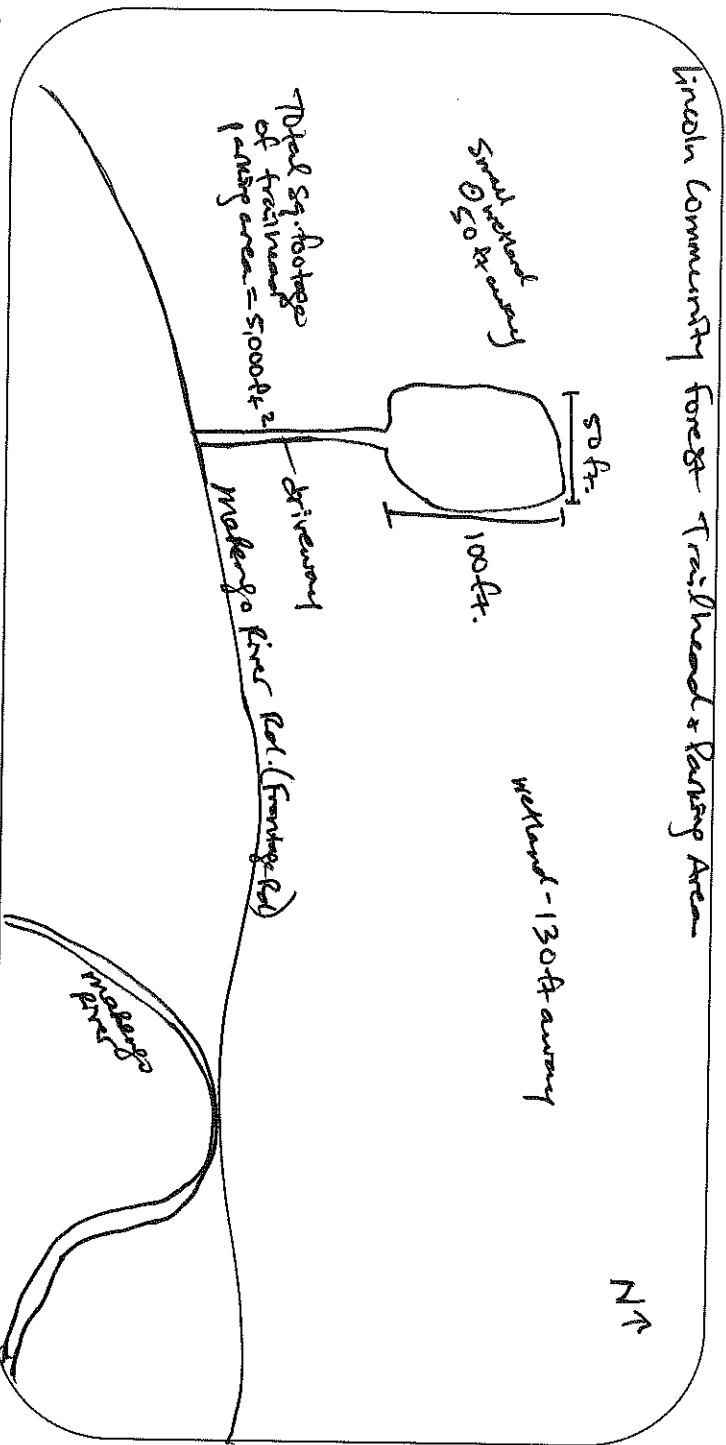 Lincoln Community Forest Trailhead & Parking Area
N↑
Small
wetland
50 ft away
50 ft.
100 ft.
wetland - 130 ft away
Total sq. footage
of trailhead
parking area = 5,000 ft²
driveway
Marengo River Rd. (Frontage Rd)
Marengo
River